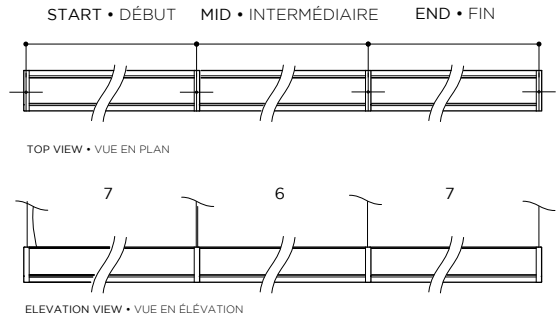 START • DÉBUT MID • INTERMÉDIAIRE END • FIN
TOP VIEW • VUE EN PLAN
7 6 7
ELEVATION VIEW • VUE EN ÉLÉVATION